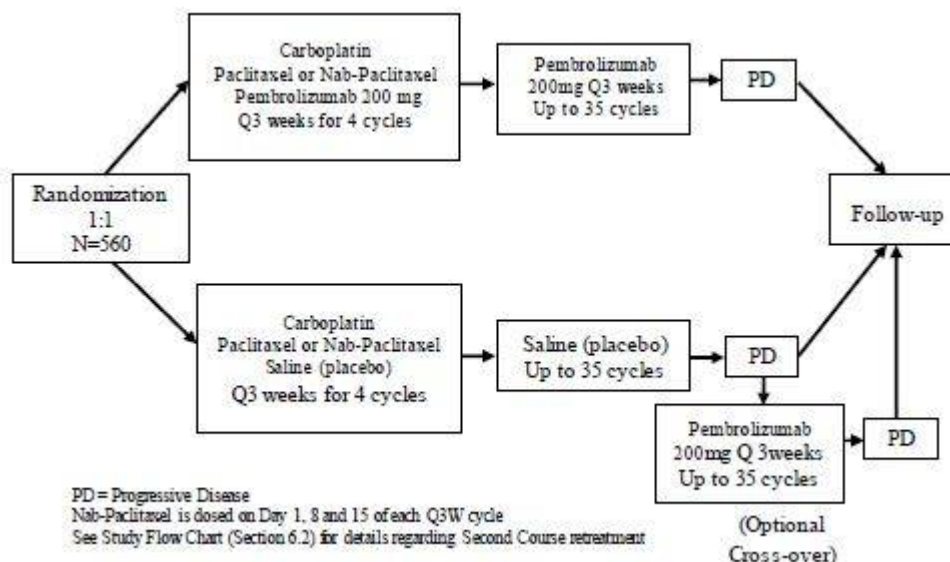 Carboplatin
Paclitaxel or Nab-Paclitaxel
Pembrolizumab 200 mg
Q3 weeks for 4 cycles
Pembrolizumab
200mg Q3 weeks
Up to 35 cycles
PD
Randomization
1:1
N=560
Follow-up
Carboplatin
Paclitaxel or Nab-Paclitaxel
Saline (placebo)
Q3 weeks for 4 cycles
Saline (placebo)
Up to 35 cycles
PD
Pembrolizumab
200mg Q 3weeks
Up to 35 cycles
PD
(Optional
Cross-over)
PD = Progressive Disease
Nab-Paclitaxel is dosed on Day 1, 8 and 15 of each Q3W cycle
See Study Flow Chart (Section 6.2) for details regarding Second Course retreatment